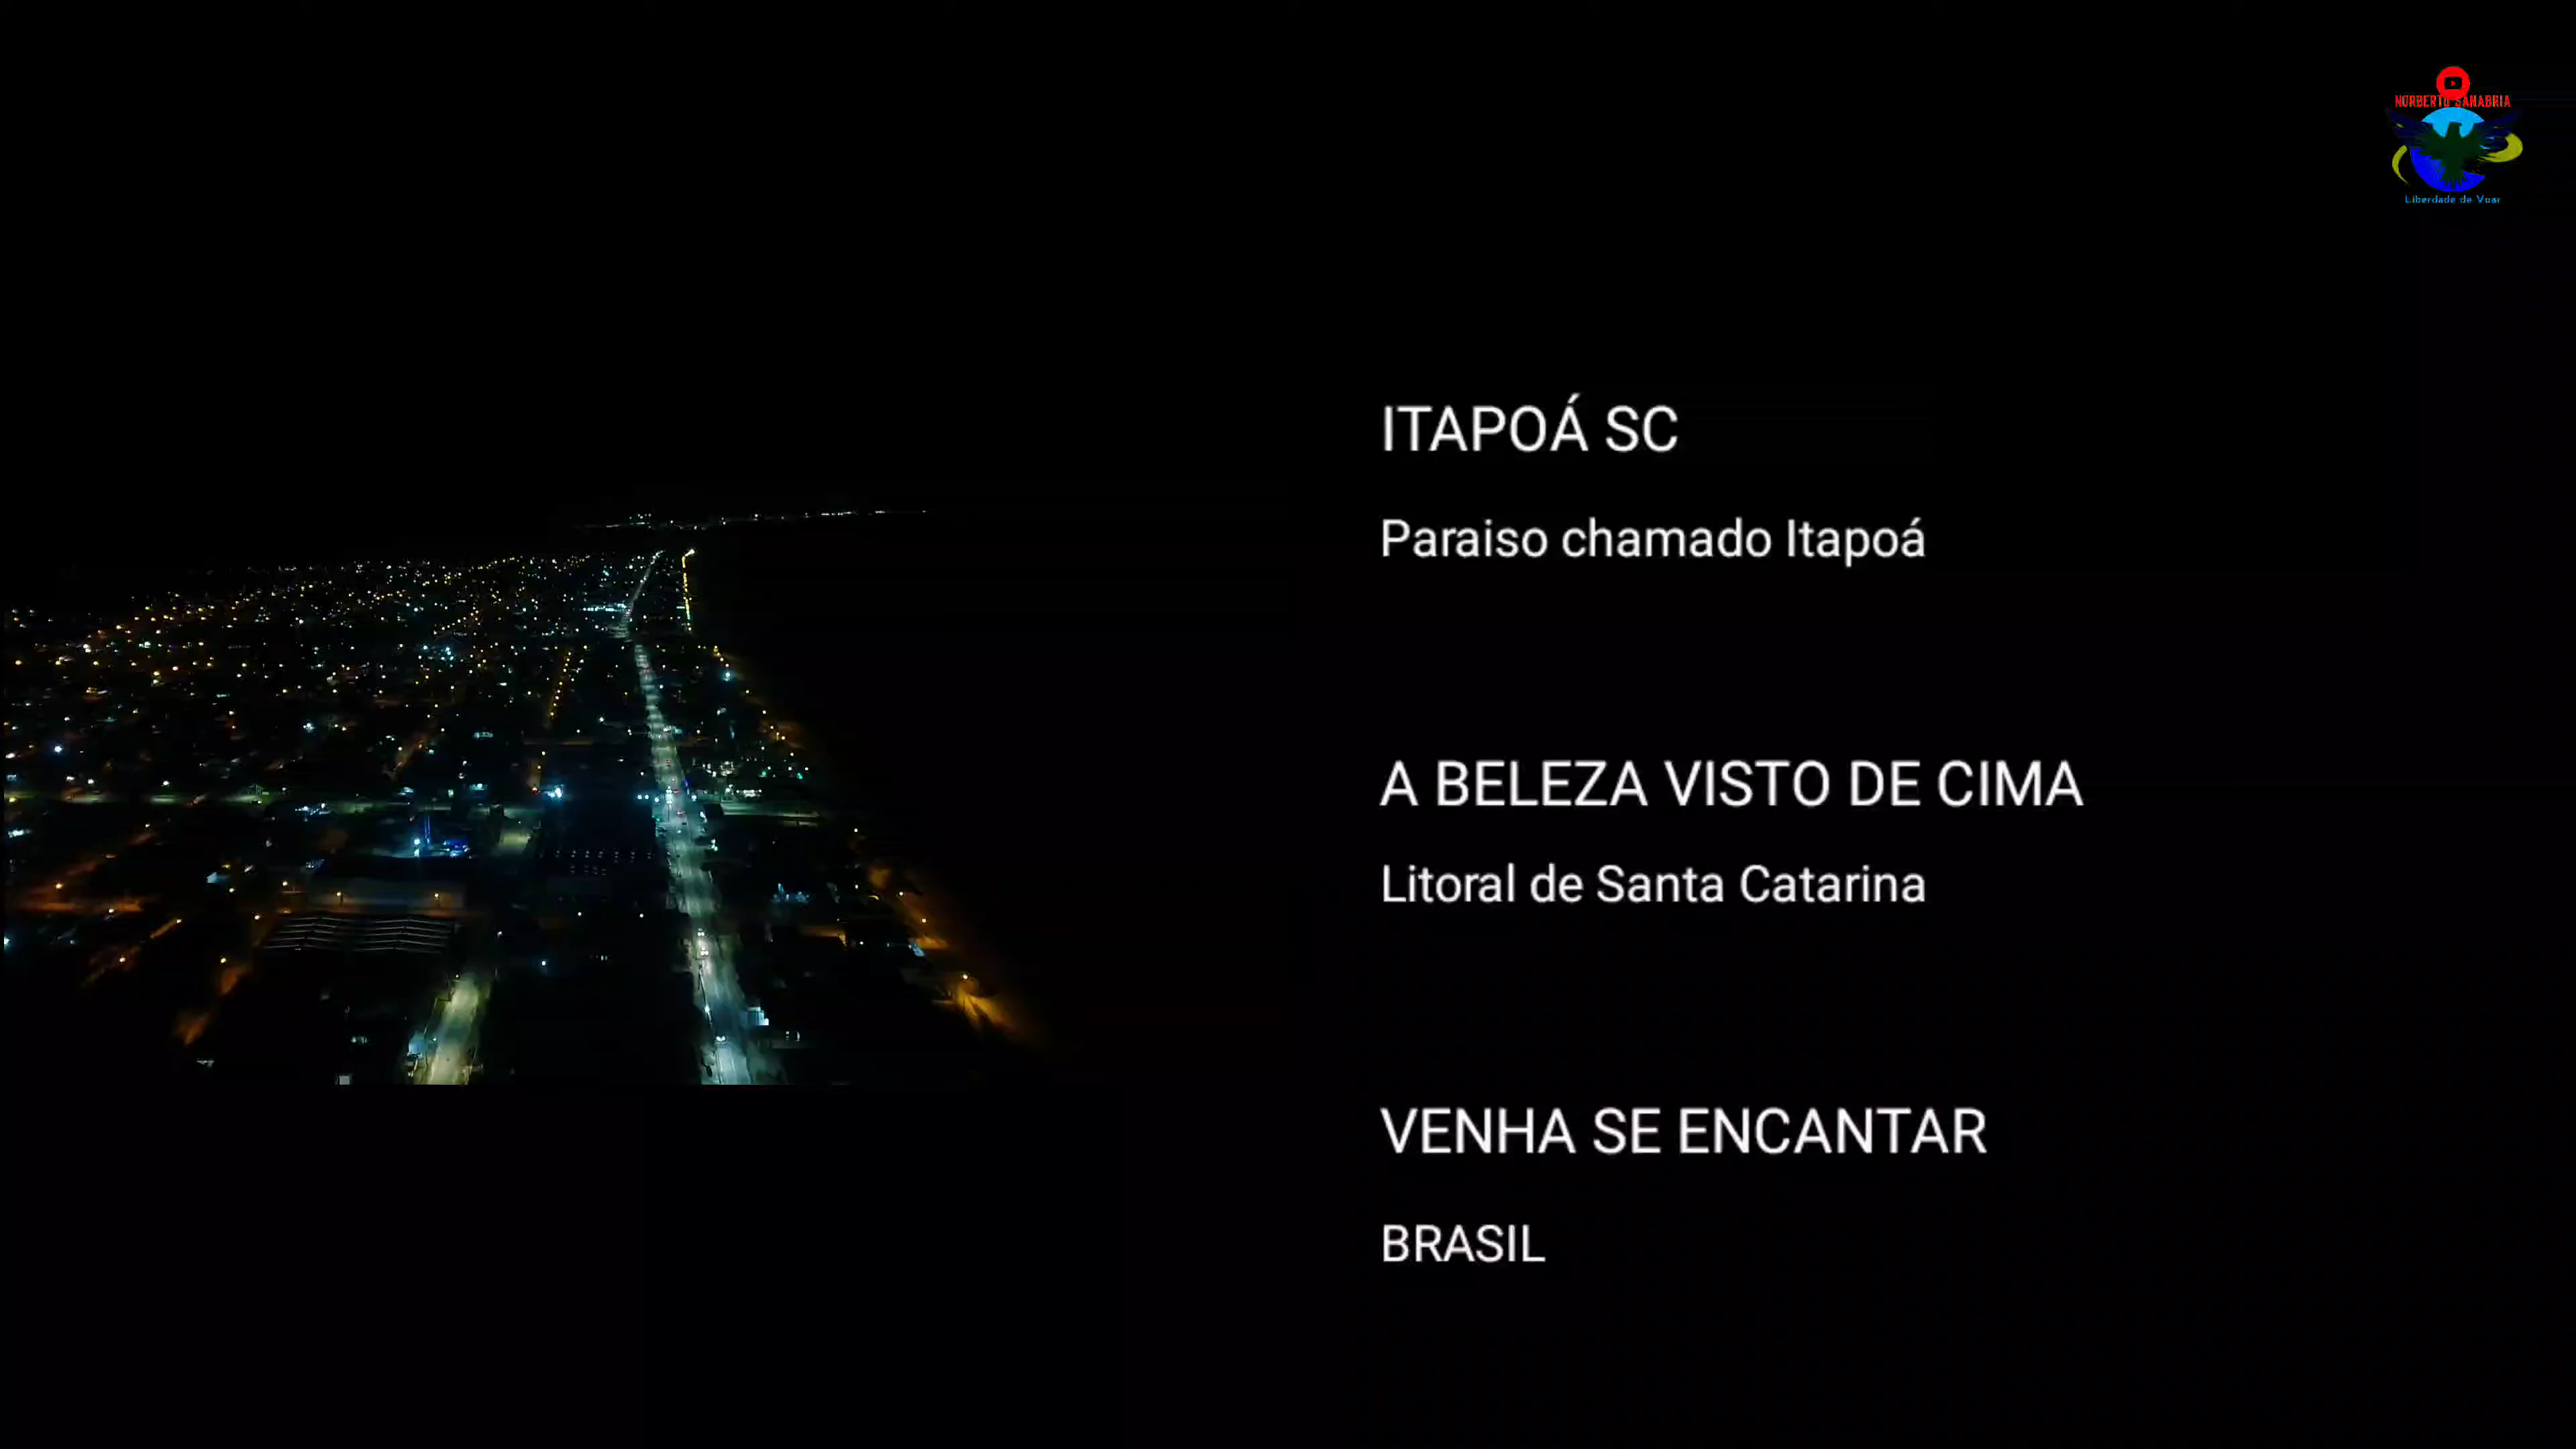 NORBERTO SANABRIA
Liberdade de Voar
ITAPOÁ SC
Paraiso chamado Itapoá
A BELEZA VISTO DE CIMA
Litoral de Santa Catarina
VENHA SE ENCANTAR
BRASIL